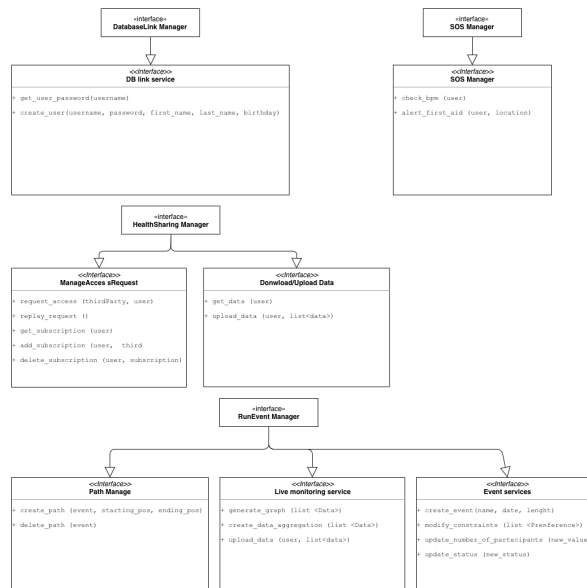 «interface»
DatabaseLink Manager
<<Interface>>
DB link service
+ get_user_password(username)
+ create_user(username, password, first_name, last_name, birthday)
«interface»
SOS Manager
<<Interface>>
SOS Manager
+ check_bpm (user)
+ alert_first_aid (user, location)
«interface»
HealthSharing Manager
<<Interface>>
ManageAcces sRequest
+ request_access (thirdParty, user)
+ replay_request ()
+ get_subscription (user)
+ add_subscription (user, third
+ delete_subscription (user, subscription)
<<Interface>>
Donwload/Upload Data
+ get_data (user)
+ upload_data (user, list<data>)
«interface»
RunEvent Manager
<<Interface>>
Path Manage
+ create_path (event, starting_pos, ending_pos)
+ delete_path (event)
<<Interface>>
Live monitoring service
+ generate_graph (list <Data>)
+ create_data_aggregation (list <Data>)
+ upload_data (user, list<data>)
<<Interface>>
Event services
+ create_event(name, date, lenght)
+ modify_constraints (list <Prenference>)
+ update_number_of_partecipants (new_value
+ update_status (new_status)